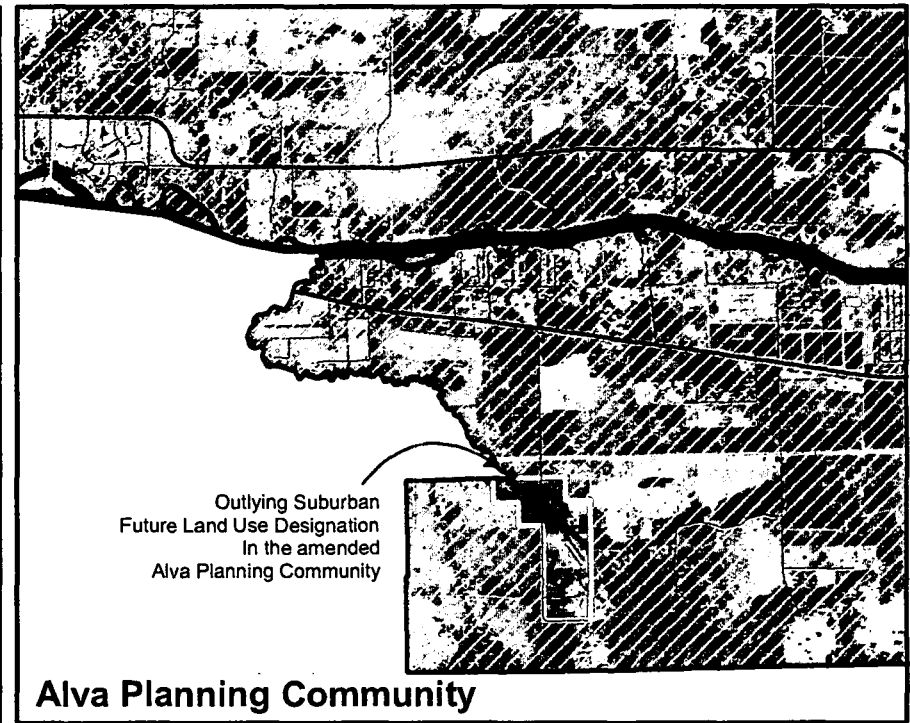 Outlying Suburban
Future Land Use Designation
In the amended
Alva Planning Community
Alva Planning Community